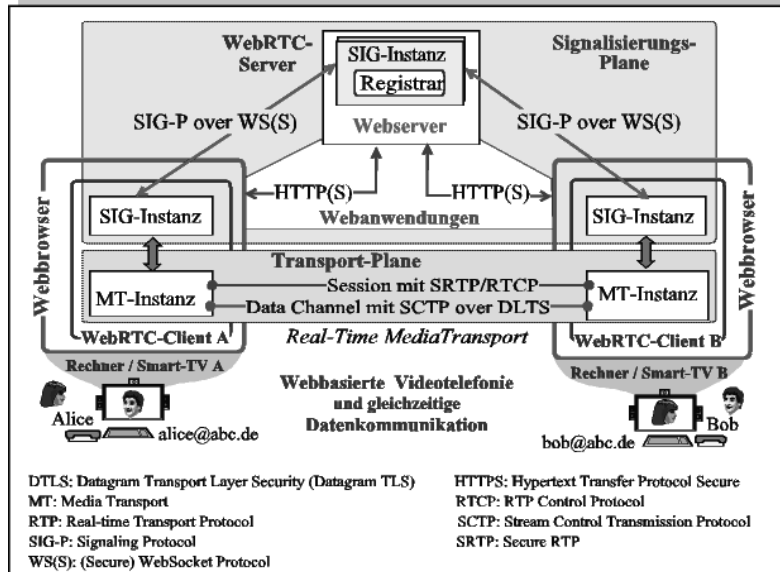 WebRTC-
Server
SIG-Instanz
Registrar
Webserver
Signalisierungs-
Plane
SIG-P over WS(S)
SIG-P over WS(S)
HTTP(S)
HTTP(S)
Webanwendungen
Webbrowser
SIG-Instanz
SIG-Instanz
Webbrowser
Transport-Plane
MT-Instanz
Session mit SRTP/RTCP
Data Channel mit SCTP over DLTS
MT-Instanz
WebRTC-Client A
Real-Time MediaTransport
WebRTC-Client B
Rechner / Smart-TV A
Rechner / Smart-TV B
Alice
alice@abc.de
Webbasierte Videotelefonie
und gleichzeitige
Datenkommunikation
Bob
bob@abc.de
DTLS: Datagram Transport Layer Security (Datagram TLS)
MT: Media Transport
RTP: Real-time Transport Protocol
SIG-P: Signaling Protocol
WS(S): (Secure) WebSocket Protocol
HTTPS: Hypertext Transfer Protocol Secure
RTCP: RTP Control Protocol
SCTP: Stream Control Transmission Protocol
SRTP: Secure RTP